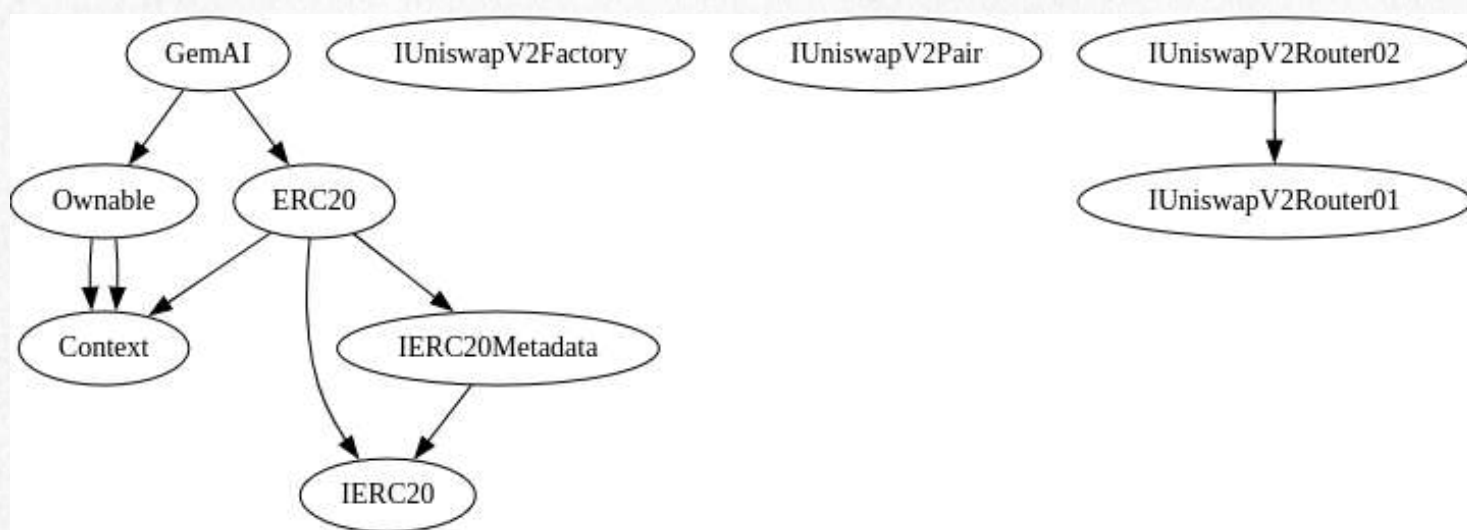 GemAI
IUniswapV2Factory
IUniswapV2Pair
IUniswapV2Router02
Ownable
ERC20
IUniswapV2Router01
Context
IERC20Metadata
IERC20